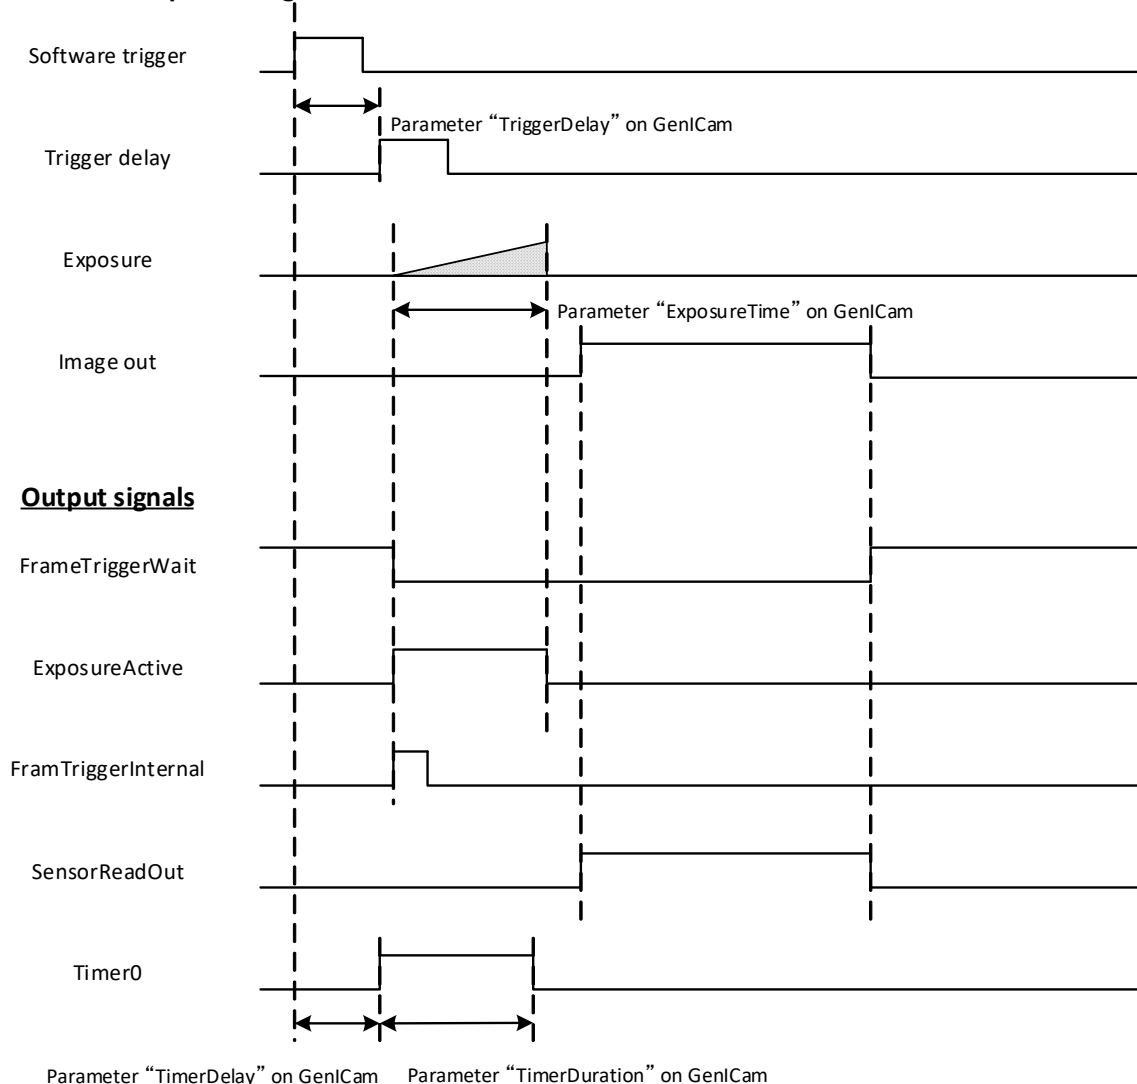 Software trigger
Parameter “TriggerDelay” on GenICam
Trigger delay
Exposure
Parameter “ExposureTime” on GenICam
Image out
Output signals
FrameTriggerWait
ExposureActive
FramTriggerInternal
SensorReadOut
Timer0
Parameter “TimerDelay” on GenICam
Parameter “TimerDuration” on GenICam